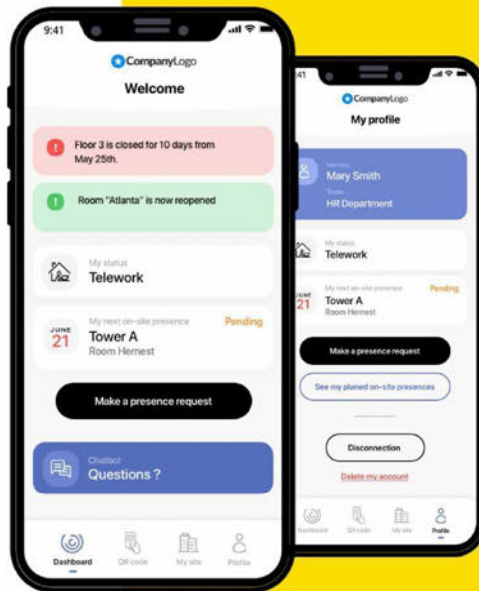 9:41
CompanyLogo
Welcome
Floor 3 is closed for 10 days from
May 25th.
Room "Atlanta" is now reopened
My status
Telework
JUNE
21
My next on-site presence
Pending
Tower A
Room Hernest
Make a presence request
Chatbot
Questions ?
Dashboard
QR code
My site
Profile
:41
CompanyLogo
My profile
Identity
Mary Smith
Team
HR Department
My status
Telework
JUNE
21
My next on-site presence
Pending
Tower A
Room Hernest
Make a presence request
See my planed on-site presences
Disconnection
Delete my account
Dashboard
QR code
My site
Profile